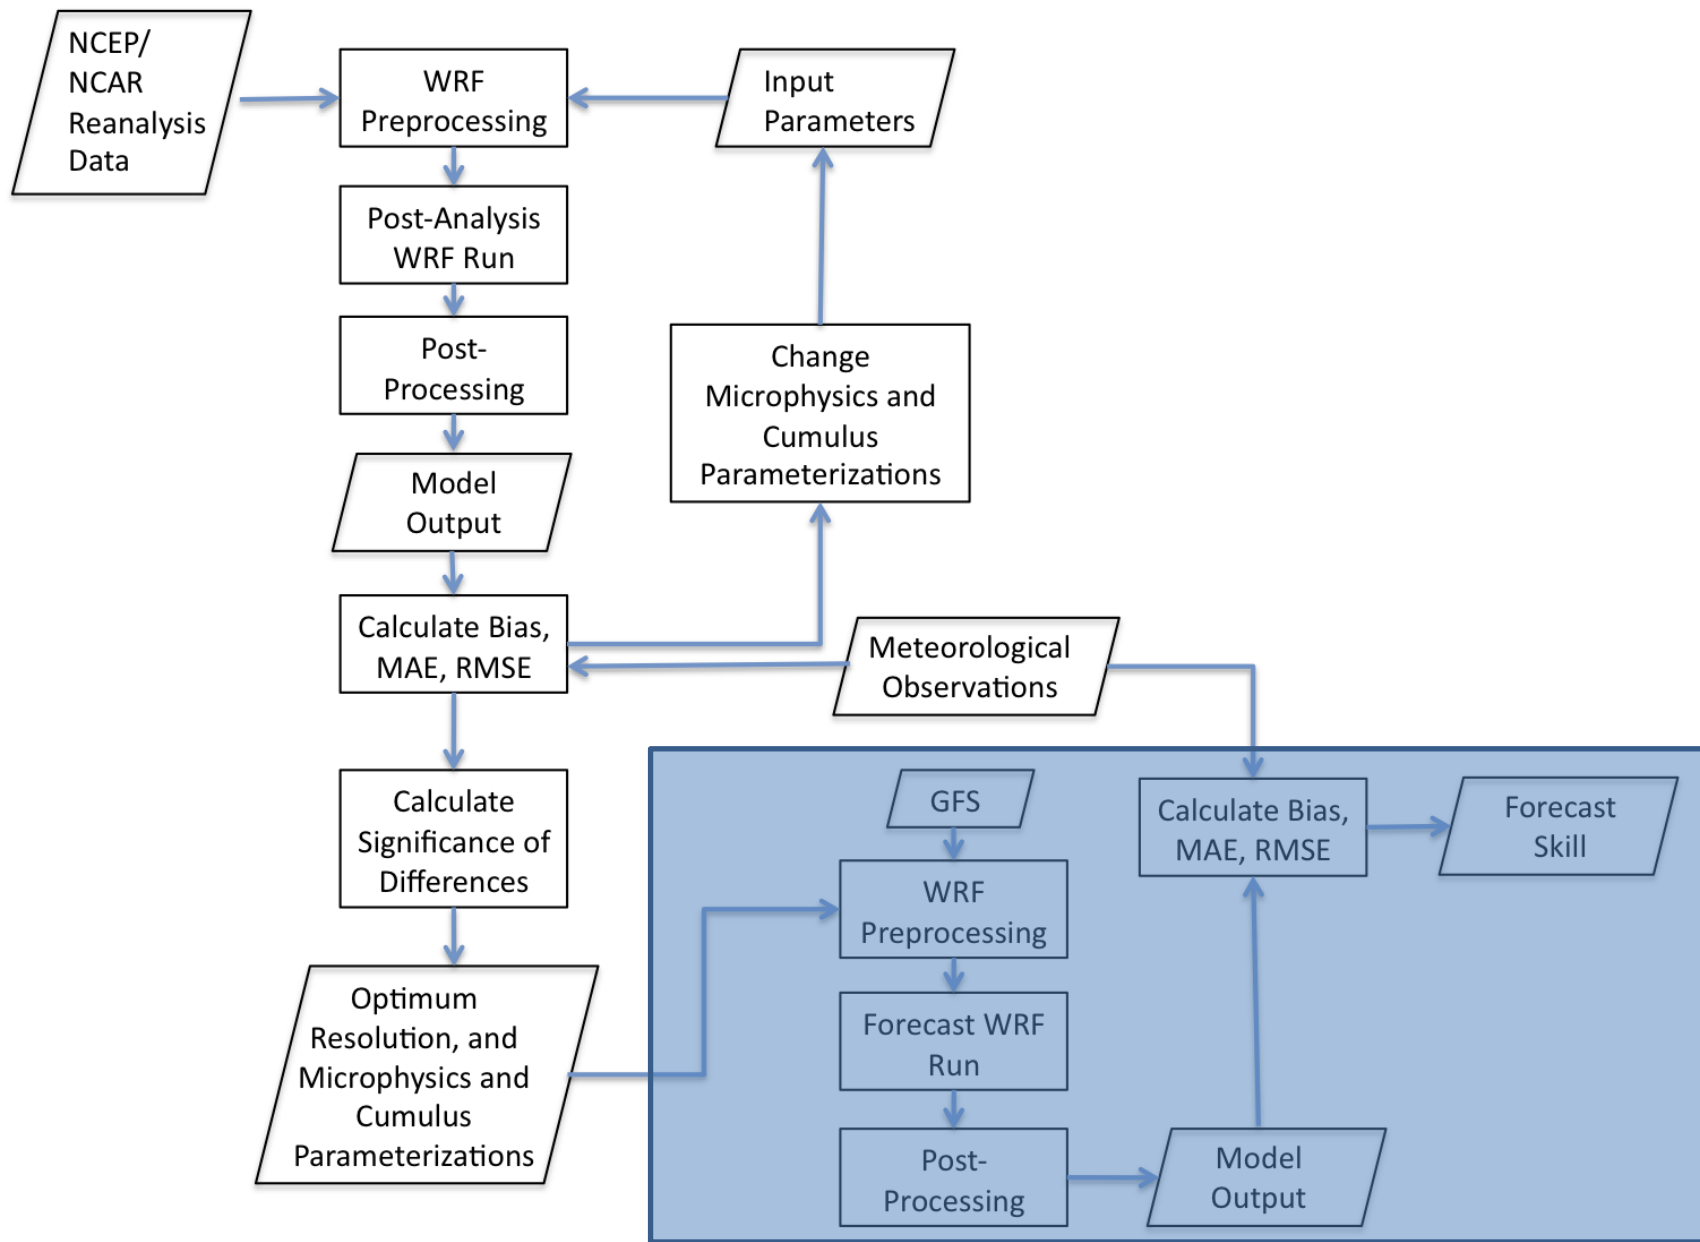 NCEP/
NCAR
Reanalysis
Data
WRF
Preprocessing
Input
Parameters
Post-Analysis
WRF Run
Post-
Processing
Change
Microphysics and
Cumulus
Parameterizations
Model
Output
Calculate Bias,
MAE, RMSE
Meteorological
Observations
Calculate
Significance of
Differences
Optimum
Resolution, and
Microphysics and
Cumulus
Parameterizations
GFS
WRF
Preprocessing
Forecast WRF
Run
Post-
Processing
Model
Output
Calculate Bias,
MAE, RMSE
Forecast
Skill